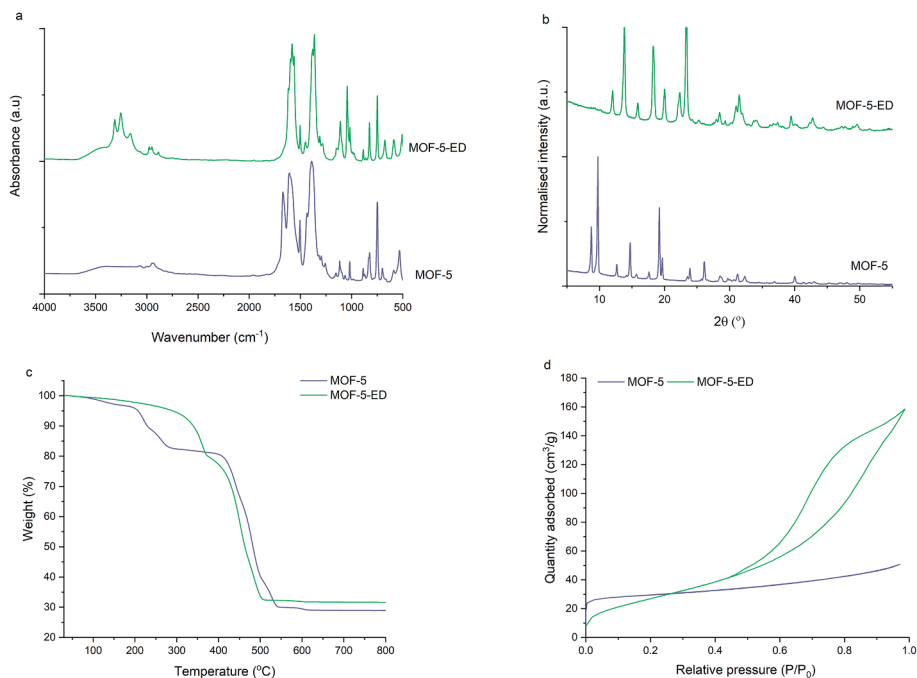 a
Absorbance (a.u)
MOF-5-ED
MOF-5
4000 3500 3000 2500 2000 1500 1000 500
Wavenumber (cm⁻¹)
b
Normalised intensity (a.u.)
MOF-5-ED
MOF-5
10 20 30 40 50
2θ (°)
c
MOF-5
MOF-5-ED
100
90
80
70
60
50
40
30
20
Weight (%)
100 200 300 400 500 600 700 800
Temperature (°C)
d
MOF-5 MOF-5-ED
180
160
140
120
100
80
60
40
20
0
Quantity adsorbed (cm³/g)
0.0 0.2 0.4 0.6 0.8 1.0
Relative pressure (P/P₀)